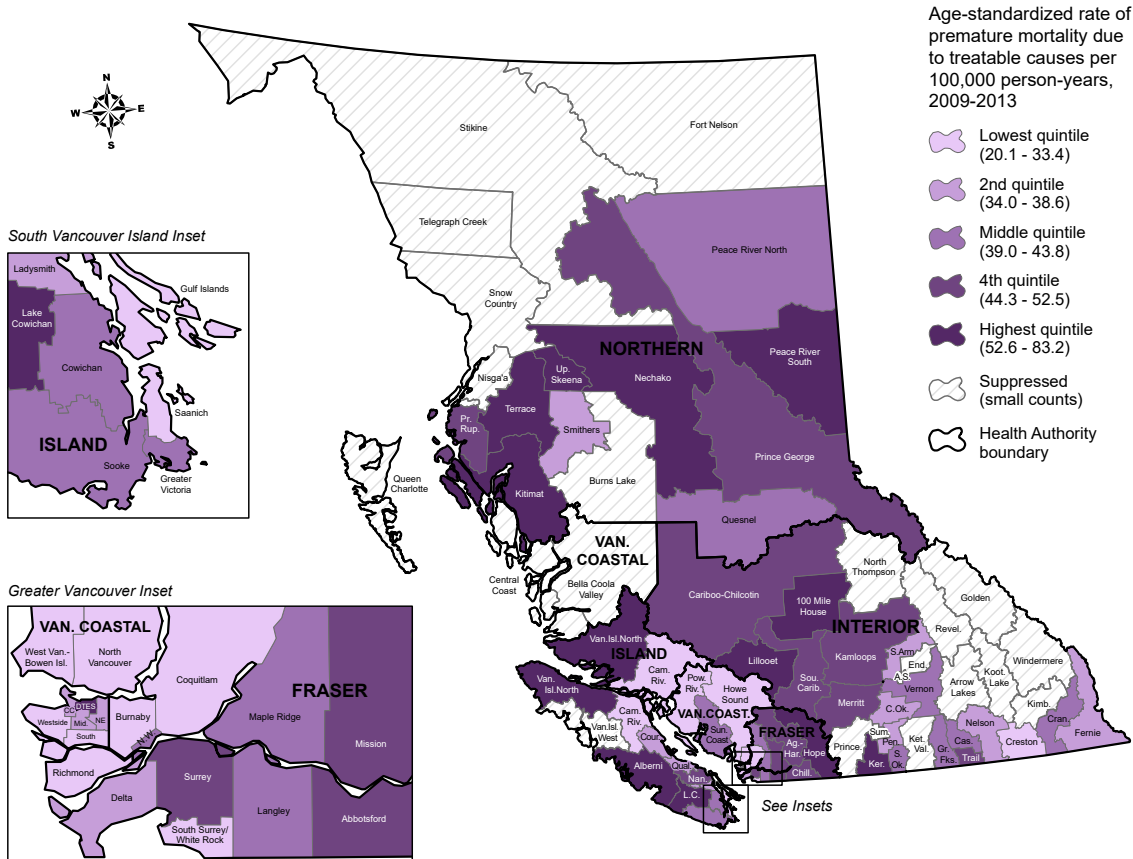 Age-standardized rate of
premature mortality due
to treatable causes per
100,000 person-years,
2009-2013
Lowest quintile
(20.1 - 33.4)
2nd quintile
(34.0 - 38.6)
Middle quintile
(39.0 - 43.8)
4th quintile
(44.3 - 52.5)
Highest quintile
(52.6 - 83.2)
Suppressed
(small counts)
Health Authority
boundary
N
W
E
S
Stikine
Fort Nelson
Telegraph Creek
Peace River North
Snow
Country
NORTHERN
Peace River
South
Nisga'a
Up.
Skeena
Nechako
Terrace
Pr.
Rup.
Smithers
Prince George
Kitimat
Burns Lake
Queen
Charlotte
Quesnel
VAN.
COASTAL
North
Thompson
Central
Coast
Bella Coola
Valley
Cariboo-Chilcotin
100 Mile
House
Golden
INTERIOR
Revel.
Van.Isl.North
ISLAND
Lillooet
Kamloops
S.Arm
End.
A.S.
Windermere
Koot.
Lake
Arrow
Lakes
Van.
Isl.North
Cam.
Riv.
Pow.
Riv.
Howe
Sound
Sou.
Carib.
Vernon
Kimb.
Merritt
C.Ok.
Cam.
Riv.
VAN.COAST.
Van.Isl.
West
Cour.
Sun.
Coast
FRASER
Ag.-
Har.
Hope
Prince.
Sum.
Pen.
Ket.
Val.
Nelson
Cran.
Fernie
Creston
Alberni
Qual.
Nan.
Chill.
Ker.
S.
Ok.
Gr.
Fks.
Cas.
Trail
L.C.
See Insets
South Vancouver Island Inset
Ladysmith
Gulf Islands
Lake
Cowichan
Cowichan
Saanich
ISLAND
Sooke
Greater
Victoria
Greater Vancouver Inset
VAN. COASTAL
West Van.-
Bowen Isl.
North
Vancouver
Coquitlam
FRASER
CC
DTES
Westside
Mid.
NE
South
Burnaby
N.W.
Maple Ridge
Mission
Richmond
Surrey
Delta
Langley
Abbotsford
South Surrey/
White Rock